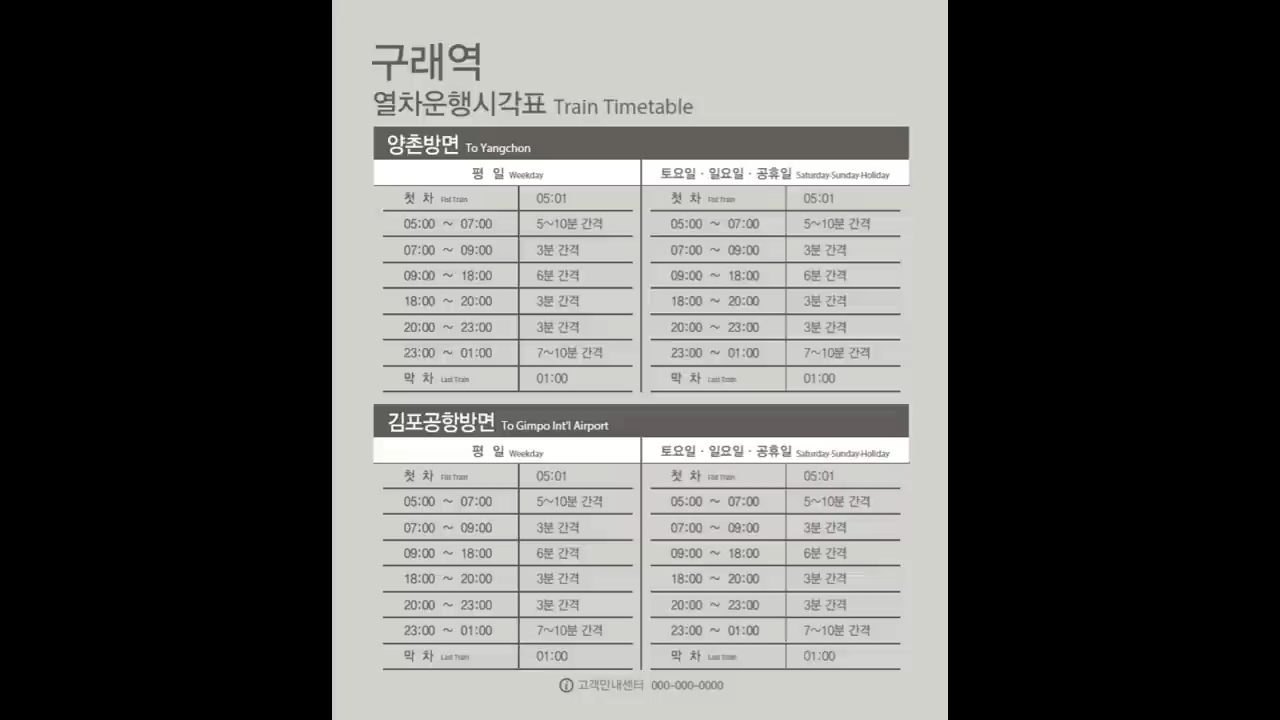 구래역
열차운행시각표 Train Timetable
양촌방면 To Yangchon
평 일 Weekday 토요일 · 일요일 · 공휴일 Saturday·Sunday·Holiday
첫 차 05:01 첫 차 05:01
05:00 ~ 07:00 5~10분 간격 05:00 ~ 07:00 5~10분 간격
07:00 ~ 09:00 3분 간격 07:00 ~ 09:00 3분 간격
09:00 ~ 18:00 6분 간격 09:00 ~ 18:00 6분 간격
18:00 ~ 20:00 3분 간격 18:00 ~ 20:00 3분 간격
20:00 ~ 23:00 3분 간격 20:00 ~ 23:00 3분 간격
23:00 ~ 01:00 7~10분 간격 23:00 ~ 01:00 7~10분 간격
막 차 Last Train 01:00 막 차 Last Train 01:00
김포공항방면 To Gimpo Int'l Airport
평 일 Weekday 토요일 · 일요일 · 공휴일 Saturday·Sunday·Holiday
첫 차 05:01 첫 차 05:01
05:00 ~ 07:00 5~10분 간격 05:00 ~ 07:00 5~10분 간격
07:00 ~ 09:00 3분 간격 07:00 ~ 09:00 3분 간격
09:00 ~ 18:00 6분 간격 09:00 ~ 18:00 6분 간격
18:00 ~ 20:00 3분 간격 18:00 ~ 20:00 3분 간격
20:00 ~ 23:00 3분 간격 20:00 ~ 23:00 3분 간격
23:00 ~ 01:00 7~10분 간격 23:00 ~ 01:00 7~10분 간격
막 차 Last Train 01:00 막 차 Last Train 01:00
000-000-0000